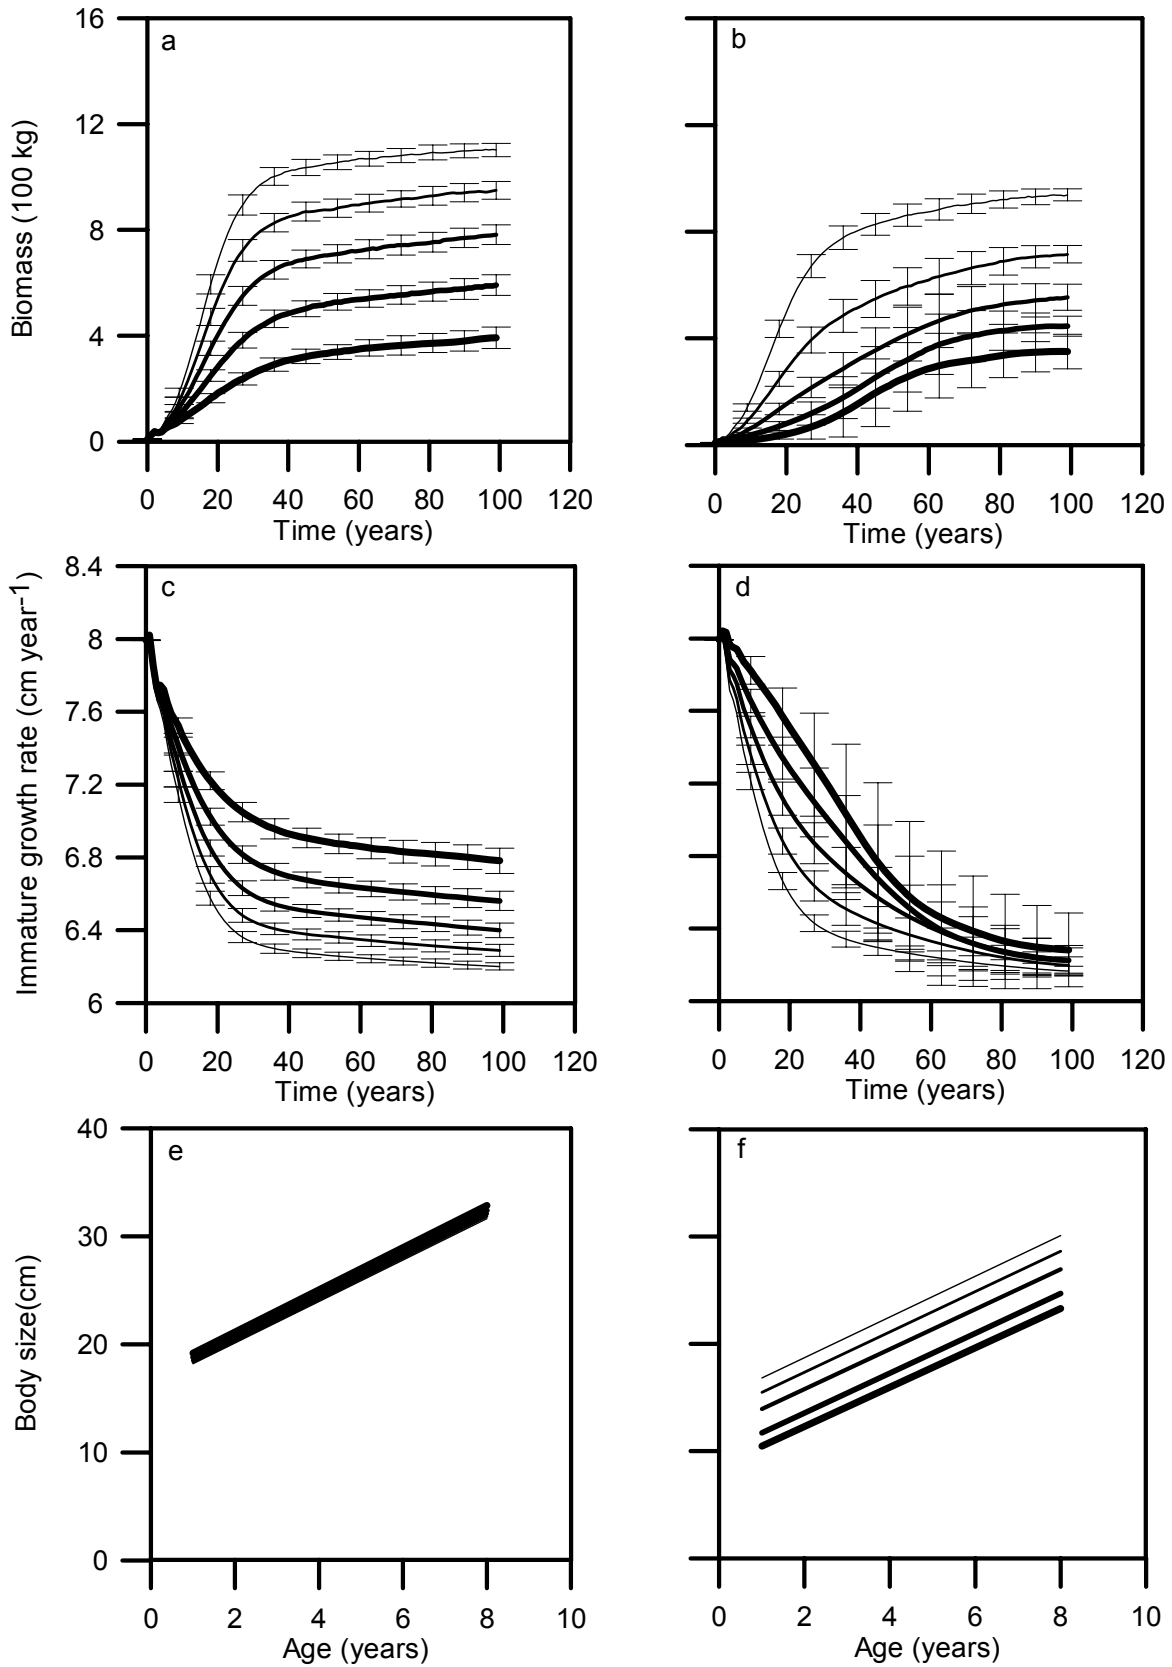 a
b
16
12
8
4
0
Biomass (100 kg)
0 20 40 60 80 100 120
Time (years)
0 20 40 60 80 100 120
Time (years)
c
d
8.4
8
7.6
7.2
6.8
6.4
6
Immature growth rate (cm year-1)
0 20 40 60 80 100 120
Time (years)
0 20 40 60 80 100 120
Time (years)
e
f
40
30
20
10
0
Body size(cm)
0 2 4 6 8 10
Age (years)
0 2 4 6 8 10
Age (years)